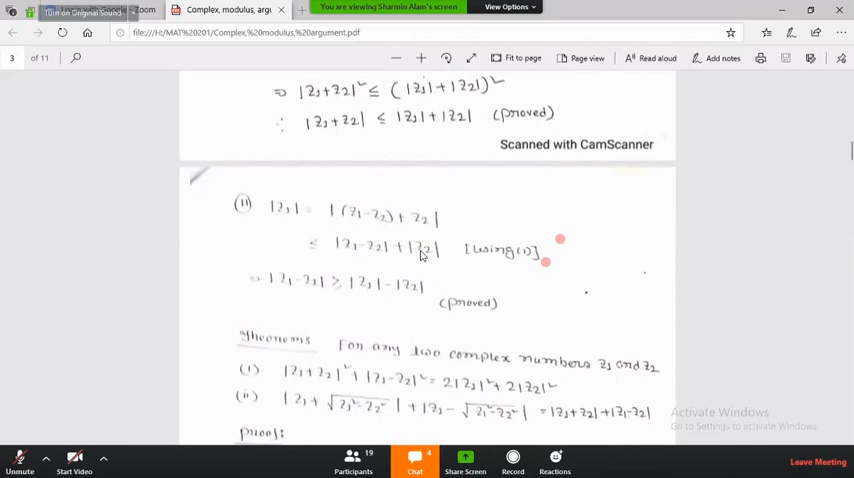 Login with Google - Zoom
Turn on Original Sound
Complex, modulus, argu
You are viewing Sharmin Alam's screen
View Options
file:///H:/MAT%20201/Complex,%20modulus,%20argument.pdf
3 of 11
Fit to page
Page view
Read aloud
Add notes
⇒ |z₁+z₂|² ≤ (|z₁|+|z₂|)²
∴ |z₁+z₂| ≤ |z₁|+|z₂| (proved)
Scanned with CamScanner
(ii) |z₁| = |(z₁-z₂)+z₂|
≤ |z₁-z₂|+|z₂| [using(1)]
⇒ |z₁-z₂| ≥ |z₁|-|z₂|
(proved)
Theorems For any two complex numbers z₁ and z₂
(i) |z₁+z₂|²+|z₁-z₂|² = 2|z₁|²+2|z₂|²
(ii) |z₁+√(z₁²-z₂²)|+|z₁-√(z₁²-z₂²)| = |z₁+z₂|+|z₁-z₂|
Proof:
Activate Windows
Go to Settings to activate Windows.
19
4
Unmute
Start Video
Participants
Chat
Share Screen
Record
Reactions
Leave Meeting